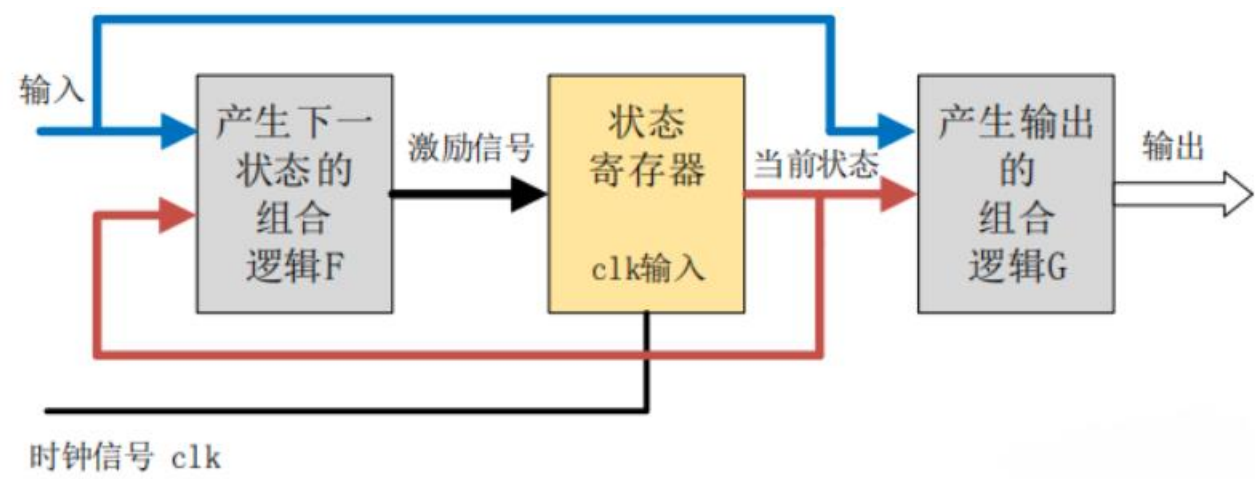 输入
产生下一
状态的
组合
逻辑F
激励信号
状态
寄存器
clk输入
当前状态
产生输出
的
组合
逻辑G
输出
时钟信号 clk